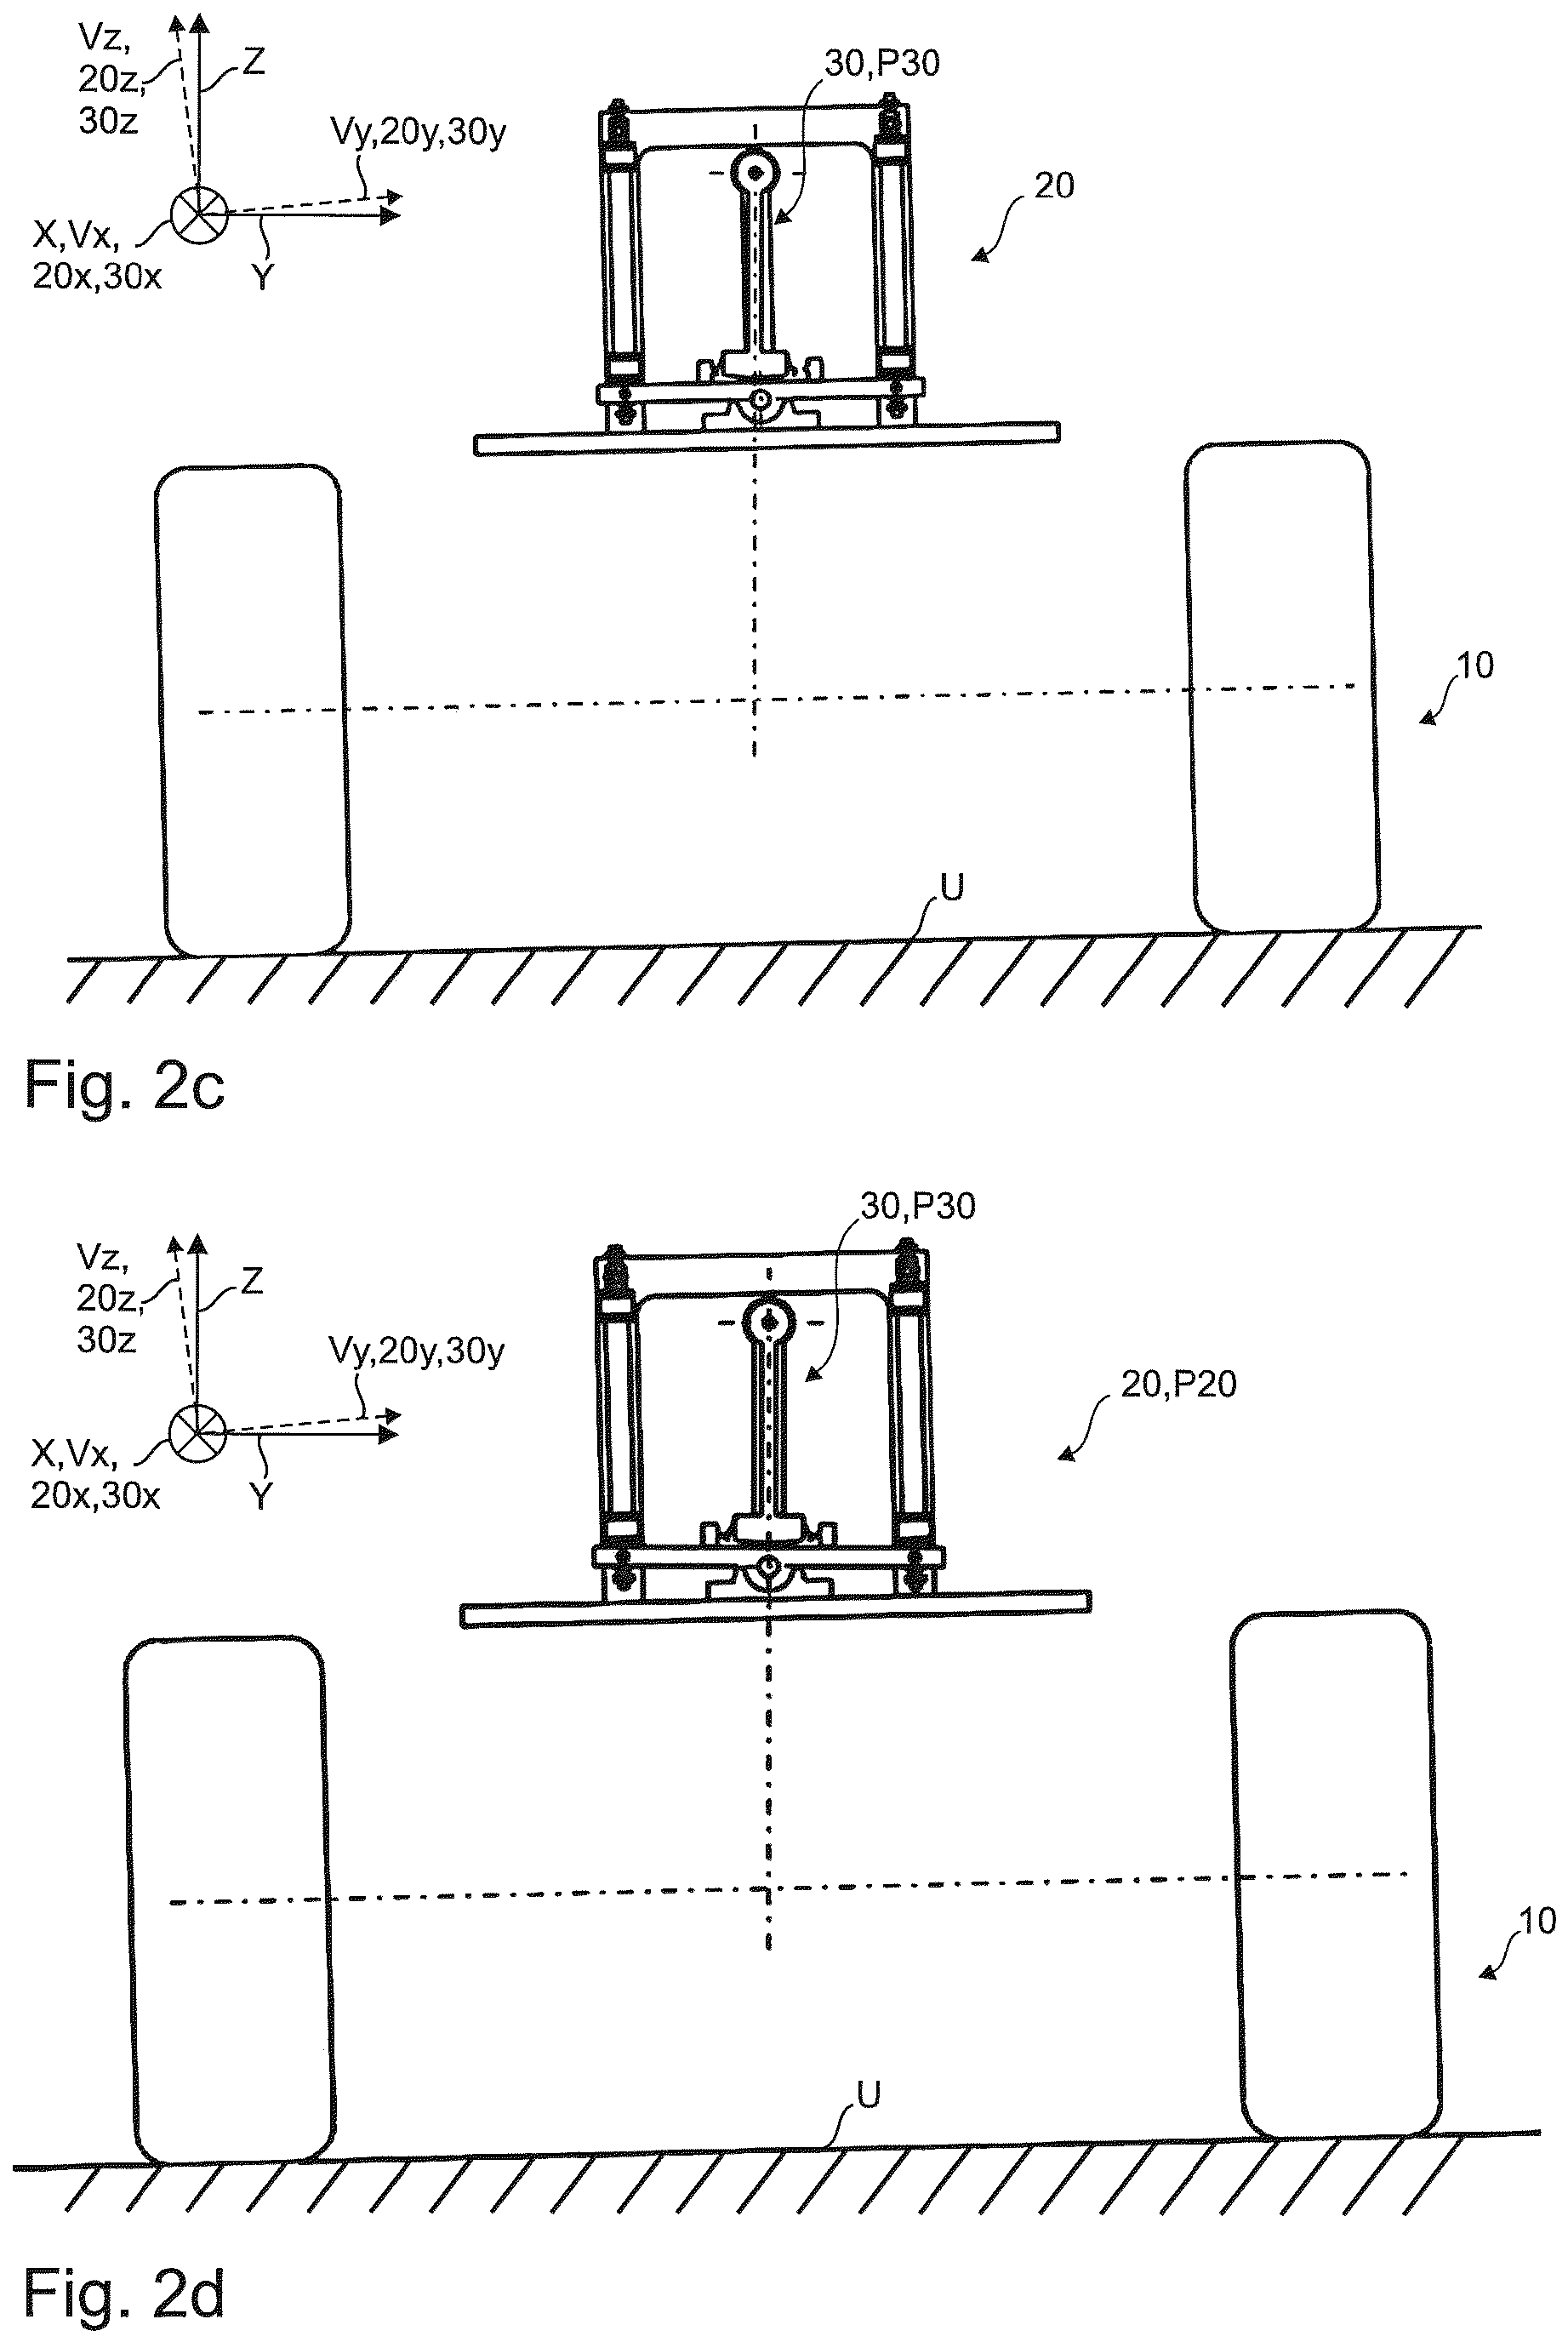 Vz,
20z,
30z
Z
Vy,20y,30y
X,Vx,
20x,30x
Y
30,P30
20
10
U
Fig. 2c
Vz,
20z,
30z
Z
Vy,20y,30y
X,Vx,
20x,30x
Y
30,P30
20,P20
10
U
Fig. 2d